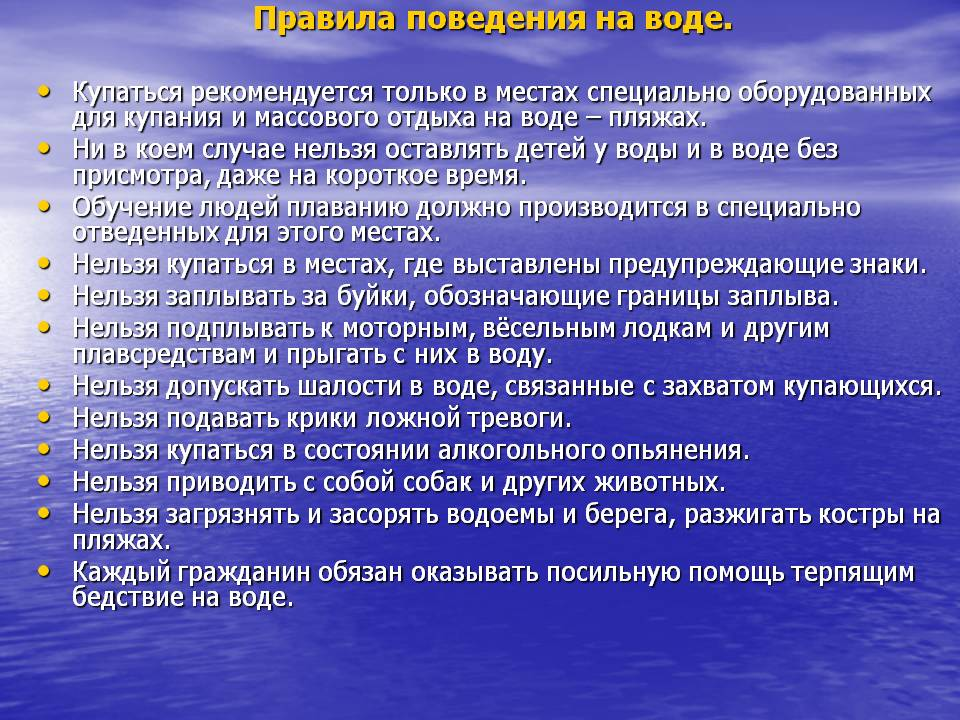 Правила поведения на воде.
• Купаться рекомендуется только в местах специально оборудованных
для купания и массового отдыха на воде – пляжах.
• Ни в коем случае нельзя оставлять детей у воды и в воде без
присмотра, даже на короткое время.
• Обучение людей плаванию должно производится в специально
отведенных для этого местах.
• Нельзя купаться в местах, где выставлены предупреждающие знаки.
• Нельзя заплывать за буйки, обозначающие границы заплыва.
• Нельзя подплывать к моторным, вёсельным лодкам и другим
плавсредствам и прыгать с них в воду.
• Нельзя допускать шалости в воде, связанные с захватом купающихся.
• Нельзя подавать крики ложной тревоги.
• Нельзя купаться в состоянии алкогольного опьянения.
• Нельзя приводить с собой собак и других животных.
• Нельзя загрязнять и засорять водоемы и берега, разжигать костры на
пляжах.
• Каждый гражданин обязан оказывать посильную помощь терпящим
бедствие на воде.